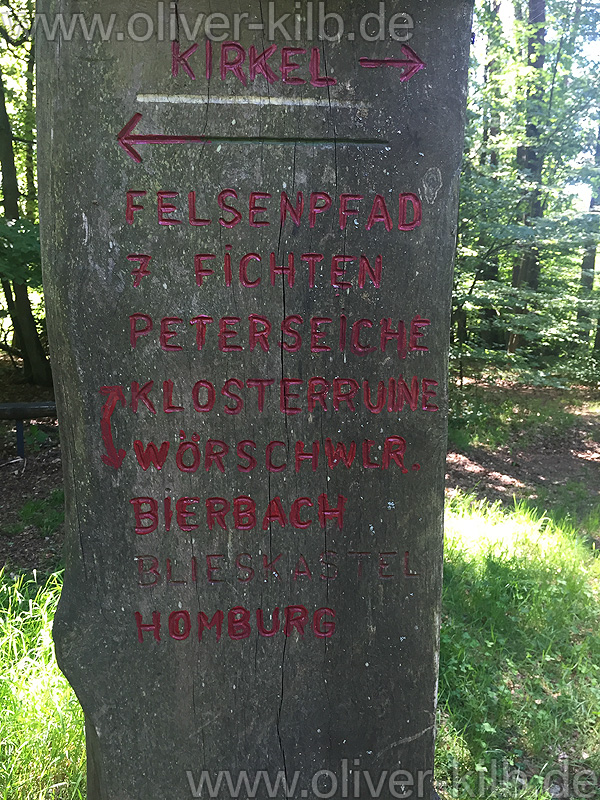 www.oliver-kilb.de
KIRKEL →
←
FELSENPFAD
7 FICHTEN
PETERSEICHE
KLOSTERRUINE
WÖRSCHWLR.
BIERBACH
BLIESKASTEL
HOMBURG
www.oliver-kilb.de